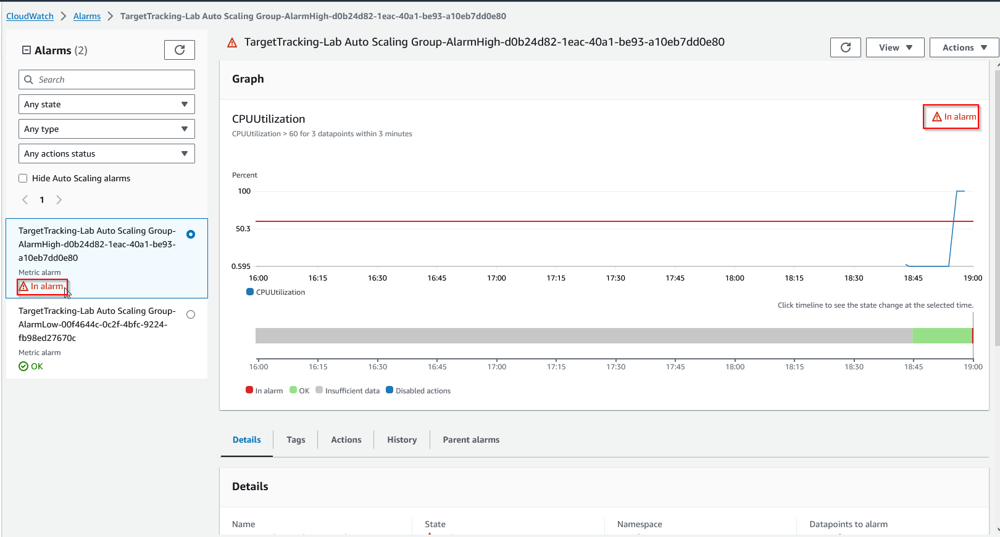 CloudWatch > Alarms > TargetTracking-Lab Auto Scaling Group-AlarmHigh-d0b24d82-1eac-40a1-be93-a10eb7dd0e80
Alarms (2)
Search
Any state
Any type
Any actions status
Hide Auto Scaling alarms
1
TargetTracking-Lab Auto Scaling Group-
AlarmHigh-d0b24d82-1eac-40a1-be93-
a10eb7dd0e80
Metric alarm
In alarm
TargetTracking-Lab Auto Scaling Group-
AlarmLow-00f4644c-0c2f-4bfc-9224-
fb98ed27670c
Metric alarm
OK
TargetTracking-Lab Auto Scaling Group-AlarmHigh-d0b24d82-1eac-40a1-be93-a10eb7dd0e80
View
Actions
Graph
CPUUtilization
In alarm
CPUUtilization > 60 for 3 datapoints within 3 minutes
Percent
100
50.3
0.595
16:00 16:15 16:30 16:45 17:00 17:15 17:30 17:45 18:00 18:15 18:30 18:45 19:00
CPUUtilization
Click timeline to see the state change at the selected time.
16:00 16:15 16:30 16:45 17:00 17:15 17:30 17:45 18:00 18:15 18:30 18:45 19:00
In alarm OK Insufficient data Disabled actions
Details Tags Actions History Parent alarms
Details
Name State Namespace Datapoints to alarm